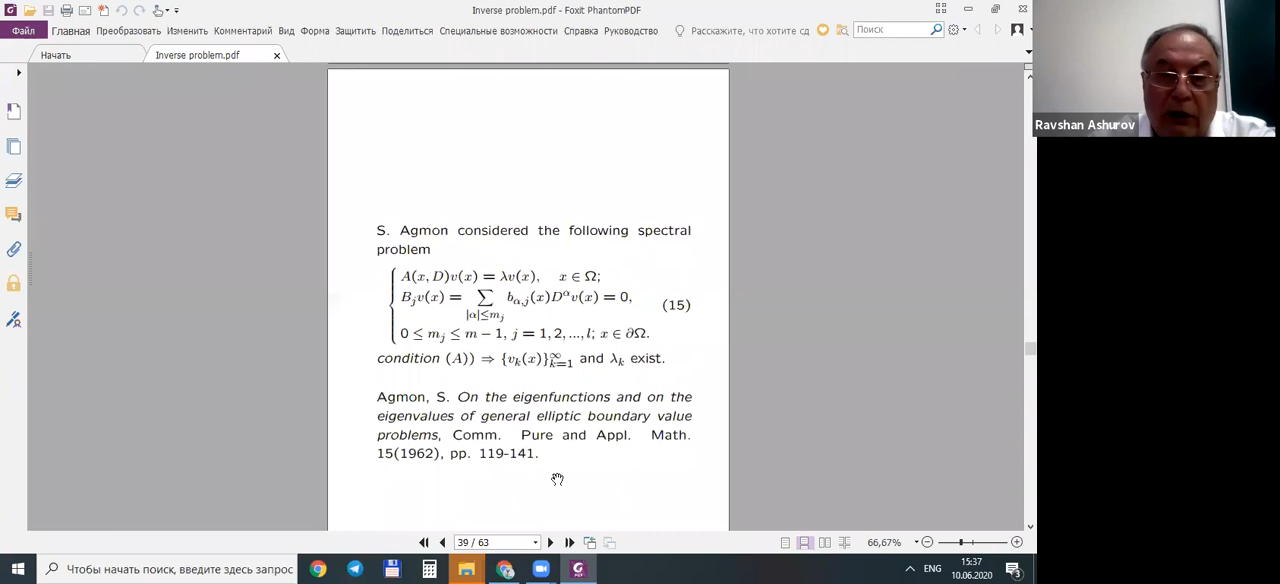 Inverse problem.pdf - Foxit PhantomPDF
Файл Главная Преобразовать Изменить Комментарий Вид Форма Защитить Поделиться Специальные возможности Справка Руководство Расскажите, что хотите сд Поиск
Начать Inverse problem.pdf
Ravshan Ashurov
S. Agmon considered the following spectral
problem
A(x, D)v(x) = λv(x), x ∈ Ω;
B_j v(x) = ∑_{|α|≤m_j} b_{α,j}(x)D^α v(x) = 0, (15)
0 ≤ m_j ≤ m − 1, j = 1, 2, ..., l; x ∈ ∂Ω.
condition (A)) ⇒ {v_k(x)}_{k=1}^∞ and λ_k exist.
Agmon, S. On the eigenfunctions and on the
eigenvalues of general elliptic boundary value
problems, Comm. Pure and Appl. Math.
15(1962), pp. 119-141.
39 / 63 66,67%
Чтобы начать поиск, введите здесь запрос ENG 15:37
10.06.2020 3